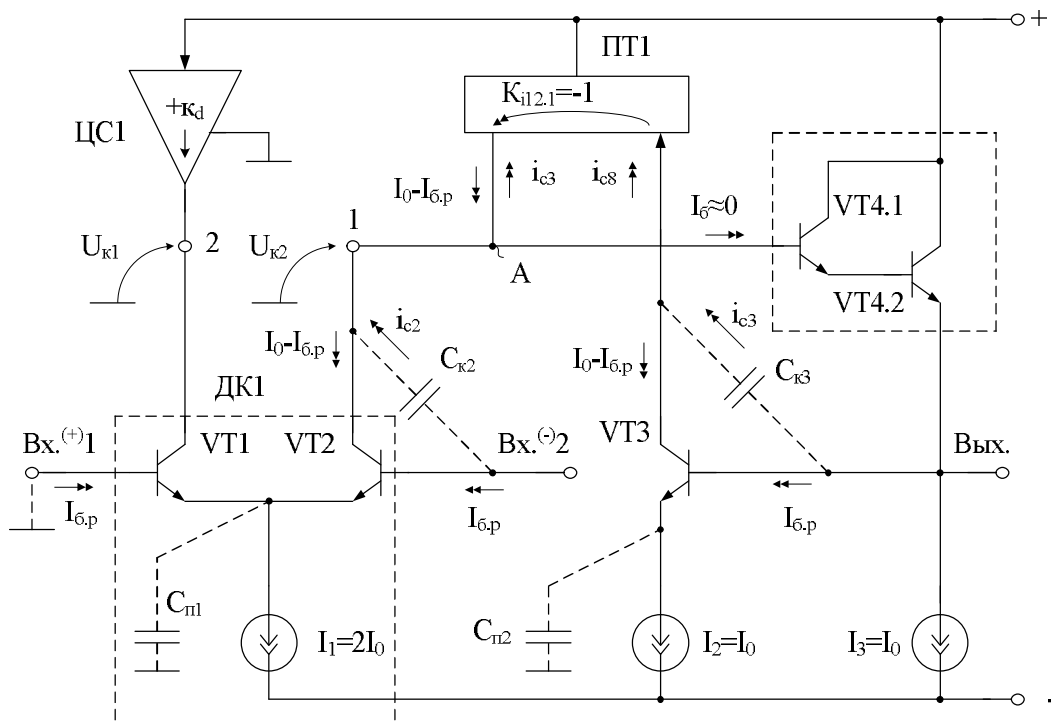 +
ПТ1
Ki12.1=-1
+кd
ЦС1
I0-Iб.р
ic3
ic8
Iб≈0
VT4.1
Uк1
2
Uк2
1
А
VT4.2
ic2
ic3
I0-Iб.р
Cк2
I0-Iб.р
Cк3
ДК1
Вх.(+)1
VT1
VT2
Вх.(-)2
VT3
Вых.
Iб.р
Iб.р
Iб.р
Cп1
Cп2
I1=2I0
I2=I0
I3=I0
-